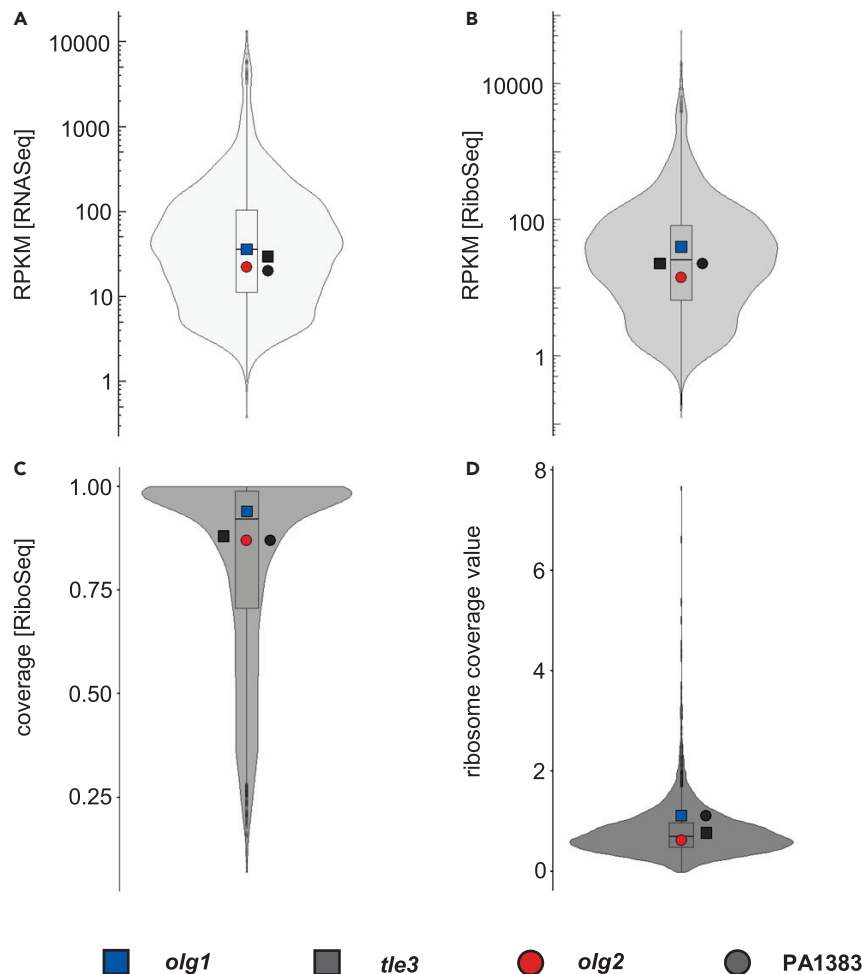 A
RPKM [RNASeq]
10000
1000
100
10
1
B
RPKM [RiboSeq]
10000
100
1
C
coverage [RiboSeq]
1.00
0.75
0.50
0.25
D
ribosome coverage value
8
6
4
2
0
olg1 tle3 olg2 PA1383